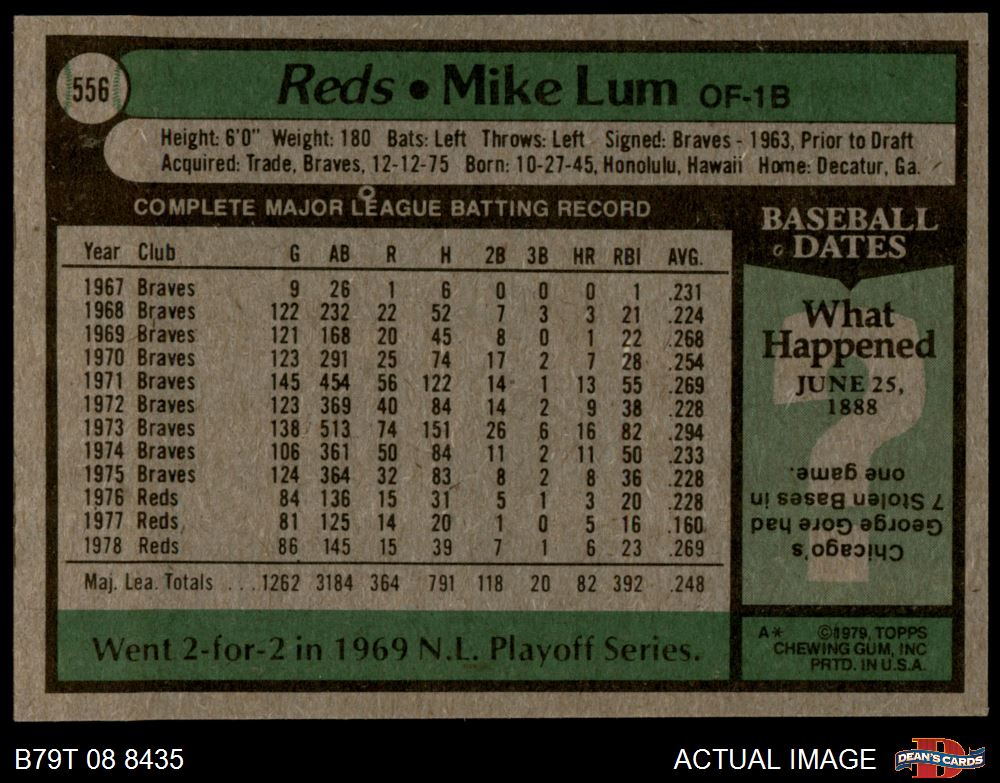 556
Reds • Mike Lum OF-1B
Height: 6'0" Weight: 180 Bats: Left Throws: Left Signed: Braves - 1963, Prior to Draft
Acquired: Trade, Braves, 12-12-75 Born: 10-27-45, Honolulu, Hawaii Home: Decatur, Ga.
COMPLETE MAJOR LEAGUE BATTING RECORD
Year Club G AB R H 2B 3B HR RBI AVG.
1967 Braves 9 26 1 6 0 0 0 1 .231
1968 Braves 122 232 22 52 7 3 3 21 .224
1969 Braves 121 168 20 45 8 0 1 22 .268
1970 Braves 123 291 25 74 17 2 7 28 .254
1971 Braves 145 454 56 122 14 1 13 55 .269
1972 Braves 123 369 40 84 14 2 9 38 .228
1973 Braves 138 513 74 151 26 6 16 82 .294
1974 Braves 106 361 50 84 11 2 11 50 .233
1975 Braves 124 364 32 83 8 2 8 36 .228
1976 Reds 84 136 15 31 5 1 3 20 .228
1977 Reds 81 125 14 20 1 0 5 16 .160
1978 Reds 86 145 15 39 7 1 6 23 .269
Maj. Lea. Totals . . . 1262 3184 364 791 118 20 82 392 .248
Went 2-for-2 in 1969 N.L. Playoff Series.
BASEBALL
DATES
What
Happened
JUNE 25,
1888
?
Chicago's
George Gore had
7 Stolen Bases in
one game.
A* ©1979, TOPPS
CHEWING GUM, INC
PRTD. IN U.S.A.
B79T 08 8435
ACTUAL IMAGE
D
DEAN'S CARDS